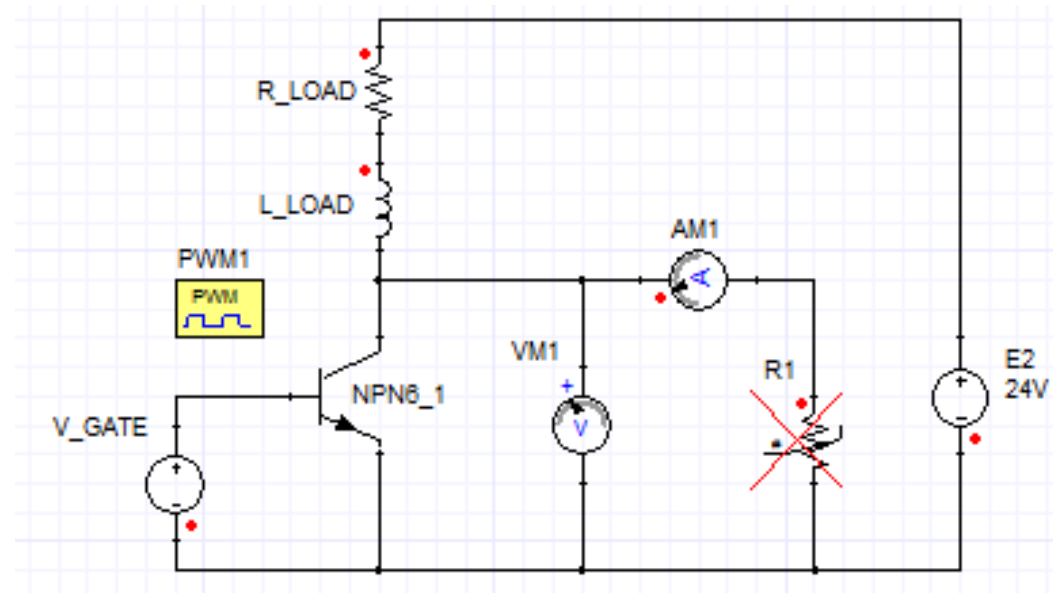 R_LOAD
L_LOAD
AM1
PWM1
PWM
A
VM1
E2
24V
R1
NPN6_1
+
V
V_GATE
+
-
+
-
*